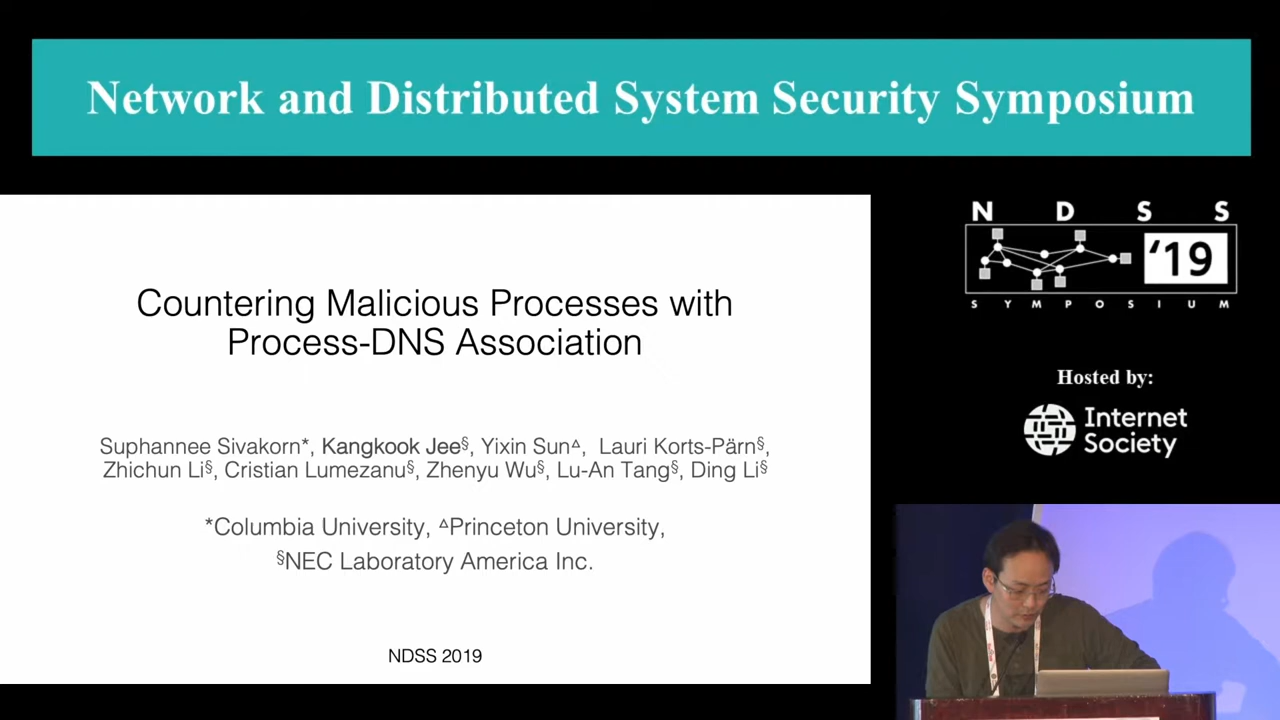 Network and Distributed System Security Symposium
N D S S
'19
S Y M P O S I U M
Countering Malicious Processes with
Process-DNS Association
Suphannee Sivakorn*, Kangkook Jee§, Yixin Sun△, Lauri Korts-Pärn§,
Zhichun Li§, Cristian Lumezanu§, Zhenyu Wu§, Lu-An Tang§, Ding Li§
*Columbia University, △Princeton University,
§NEC Laboratory America Inc.
NDSS 2019
Hosted by:
Internet
Society